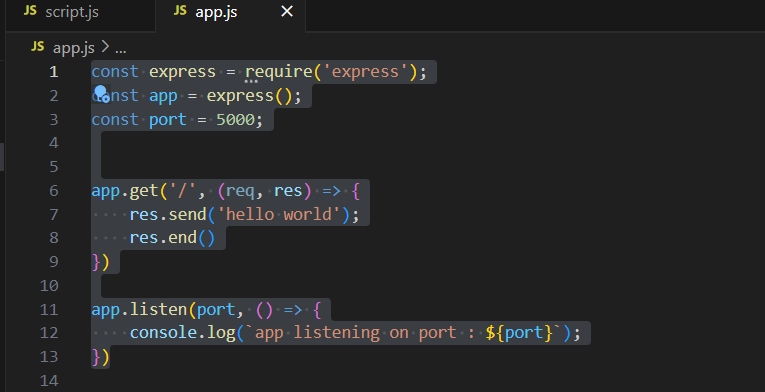 JS script.js JS app.js ×
JS app.js > ...
1 const express = require('express');
2 const app = express();
3 const port = 5000;
4
5
6 app.get('/', (req, res) => {
7     res.send('hello world');
8     res.end()
9 })
10
11 app.listen(port, () => {
12     console.log(`app listening on port : ${port}`);
13 })
14